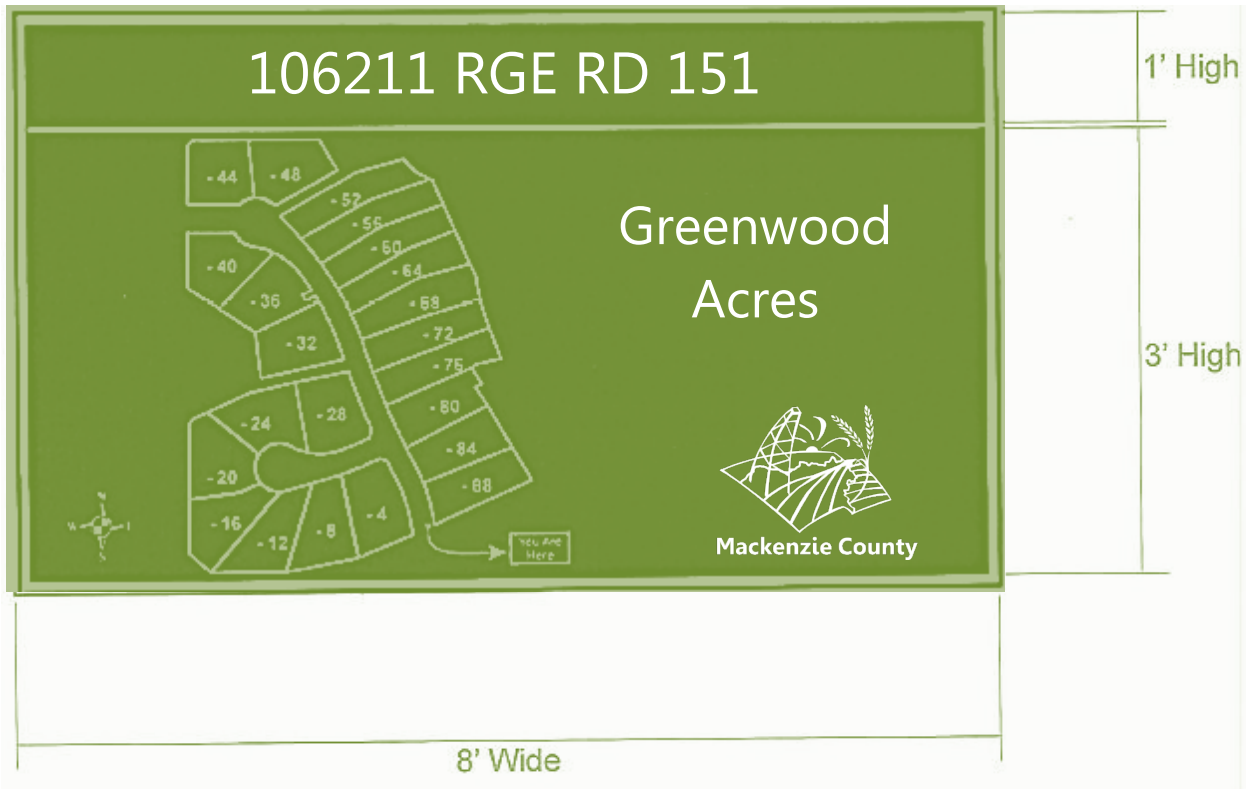 106211 RGE RD 151
1' High
- 44
- 48
- 52
- 56
- 60
- 64
- 68
- 72
- 76
- 80
- 84
- 88
- 40
- 36
- 32
- 28
- 24
- 20
- 16
- 12
- 8
- 4
Greenwood
Acres
3' High
N
W
S
You Are
Here
Mackenzie County
8' Wide